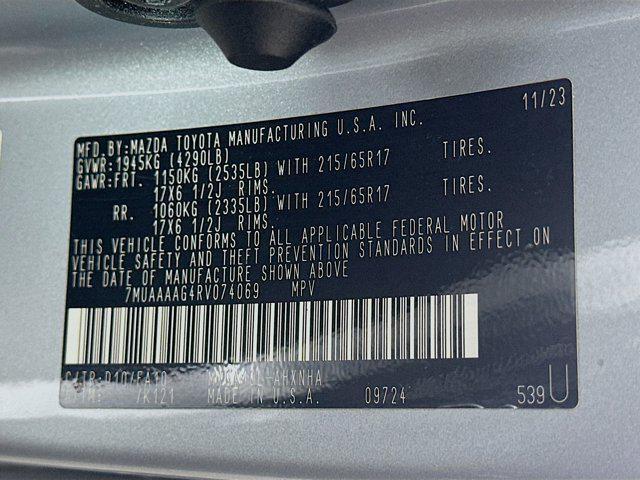 11/23
MFD. BY: MAZDA TOYOTA MANUFACTURING U.S.A. INC.
GVWR: 1945KG (4290LB)
GAWR: FRT. 1150KG (2535LB) WITH 215/65R17 TIRES.
17X6 1/2J RIMS.
RR. 1060KG (2335LB) WITH 215/65R17 TIRES.
17X6 1/2J RIMS.
THIS VEHICLE CONFORMS TO ALL APPLICABLE FEDERAL MOTOR
VEHICLE SAFETY AND THEFT PREVENTION STANDARDS IN EFFECT ON
THE DATE OF MANUFACTURE SHOWN ABOVE
7MUAAAAG4RV074069 MPV
C/TR:
/K121 MADE IN U.S.A. 09724 539U